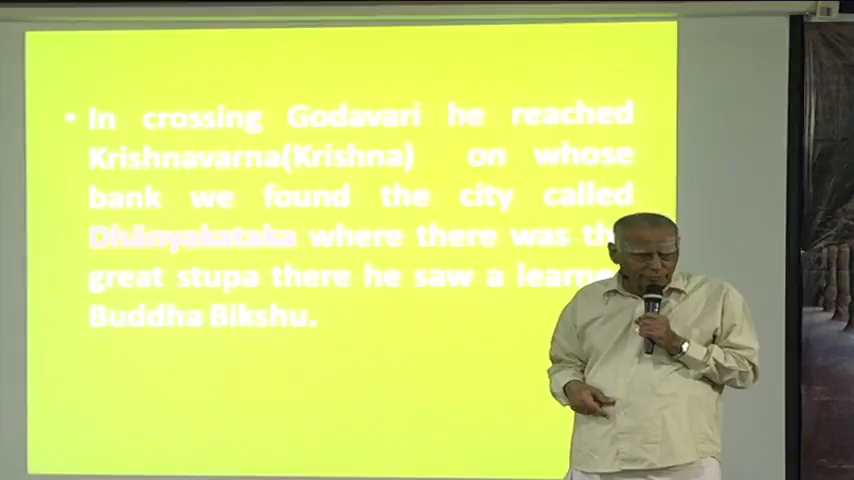 • In crossing Godavari he reached
Krishnavarna(Krishna) on whose
bank we found the city called
Dhānyakataka where there was
great stupa there he saw a
Buddha Bikshu.